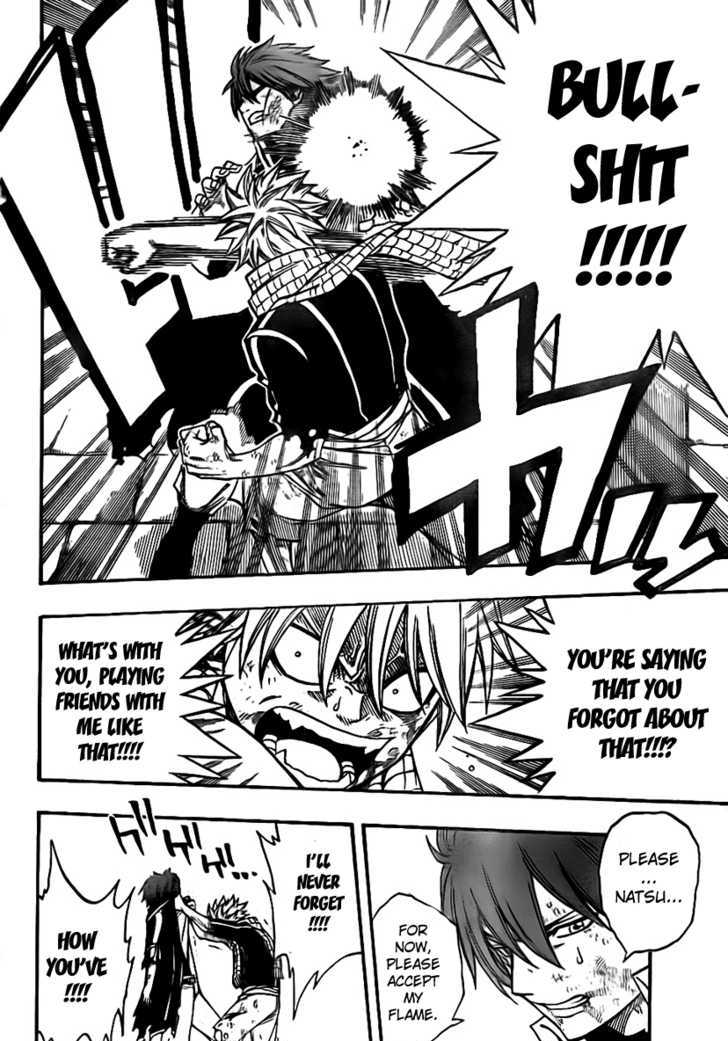 BULL-
SHIT
!!!!!
YOU'RE SAYING
THAT YOU
FORGOT ABOUT
THAT!!!?
WHAT'S WITH
YOU, PLAYING
FRIENDS WITH
ME LIKE
THAT!!!!
PLEASE
...
NATSU...
FOR
NOW,
PLEASE
ACCEPT
MY
FLAME.
I'LL
NEVER
FORGET
!!!!
HOW
YOU'VE
!!!!